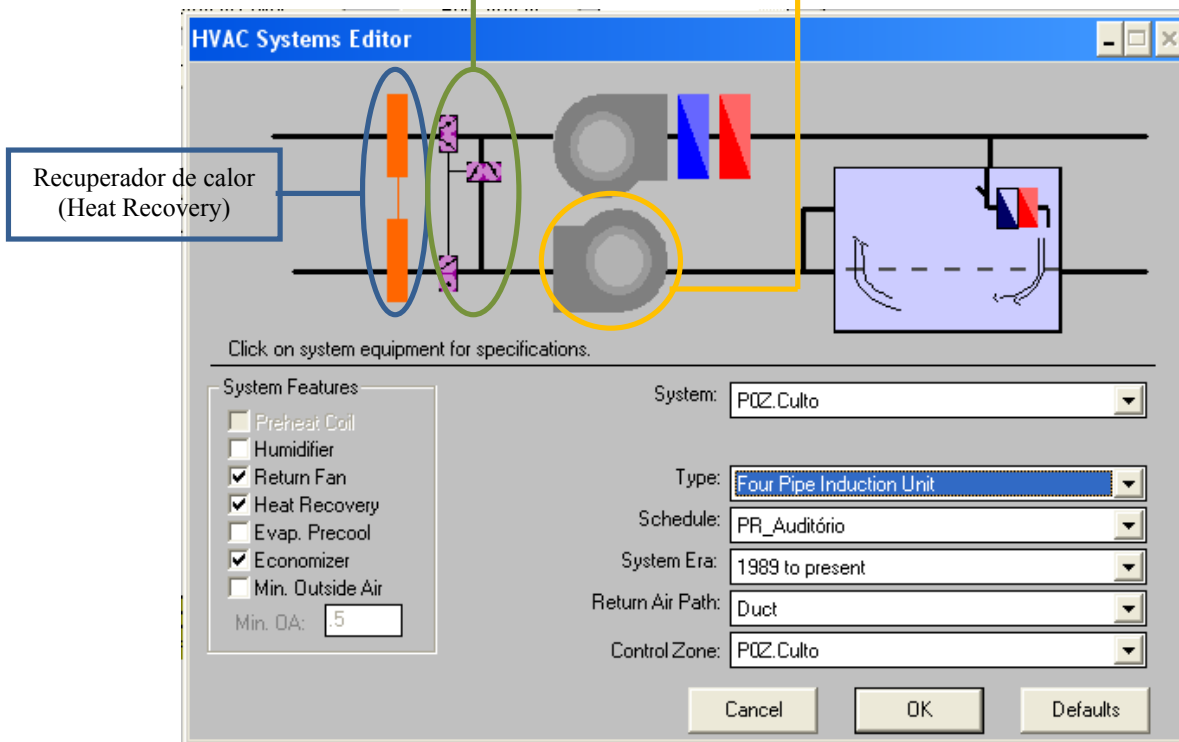 HVAC Systems Editor
Recuperador de calor
(Heat Recovery)
Click on system equipment for specifications.
System Features
Preheat Coil
Humidifier
Return Fan
Heat Recovery
Evap. Precool
Economizer
Min. Outside Air
Min. OA: .5
System: P0Z.Culto
Type: Four Pipe Induction Unit
Schedule: PR_Auditório
System Era: 1989 to present
Return Air Path: Duct
Control Zone: P0Z.Culto
Cancel OK Defaults